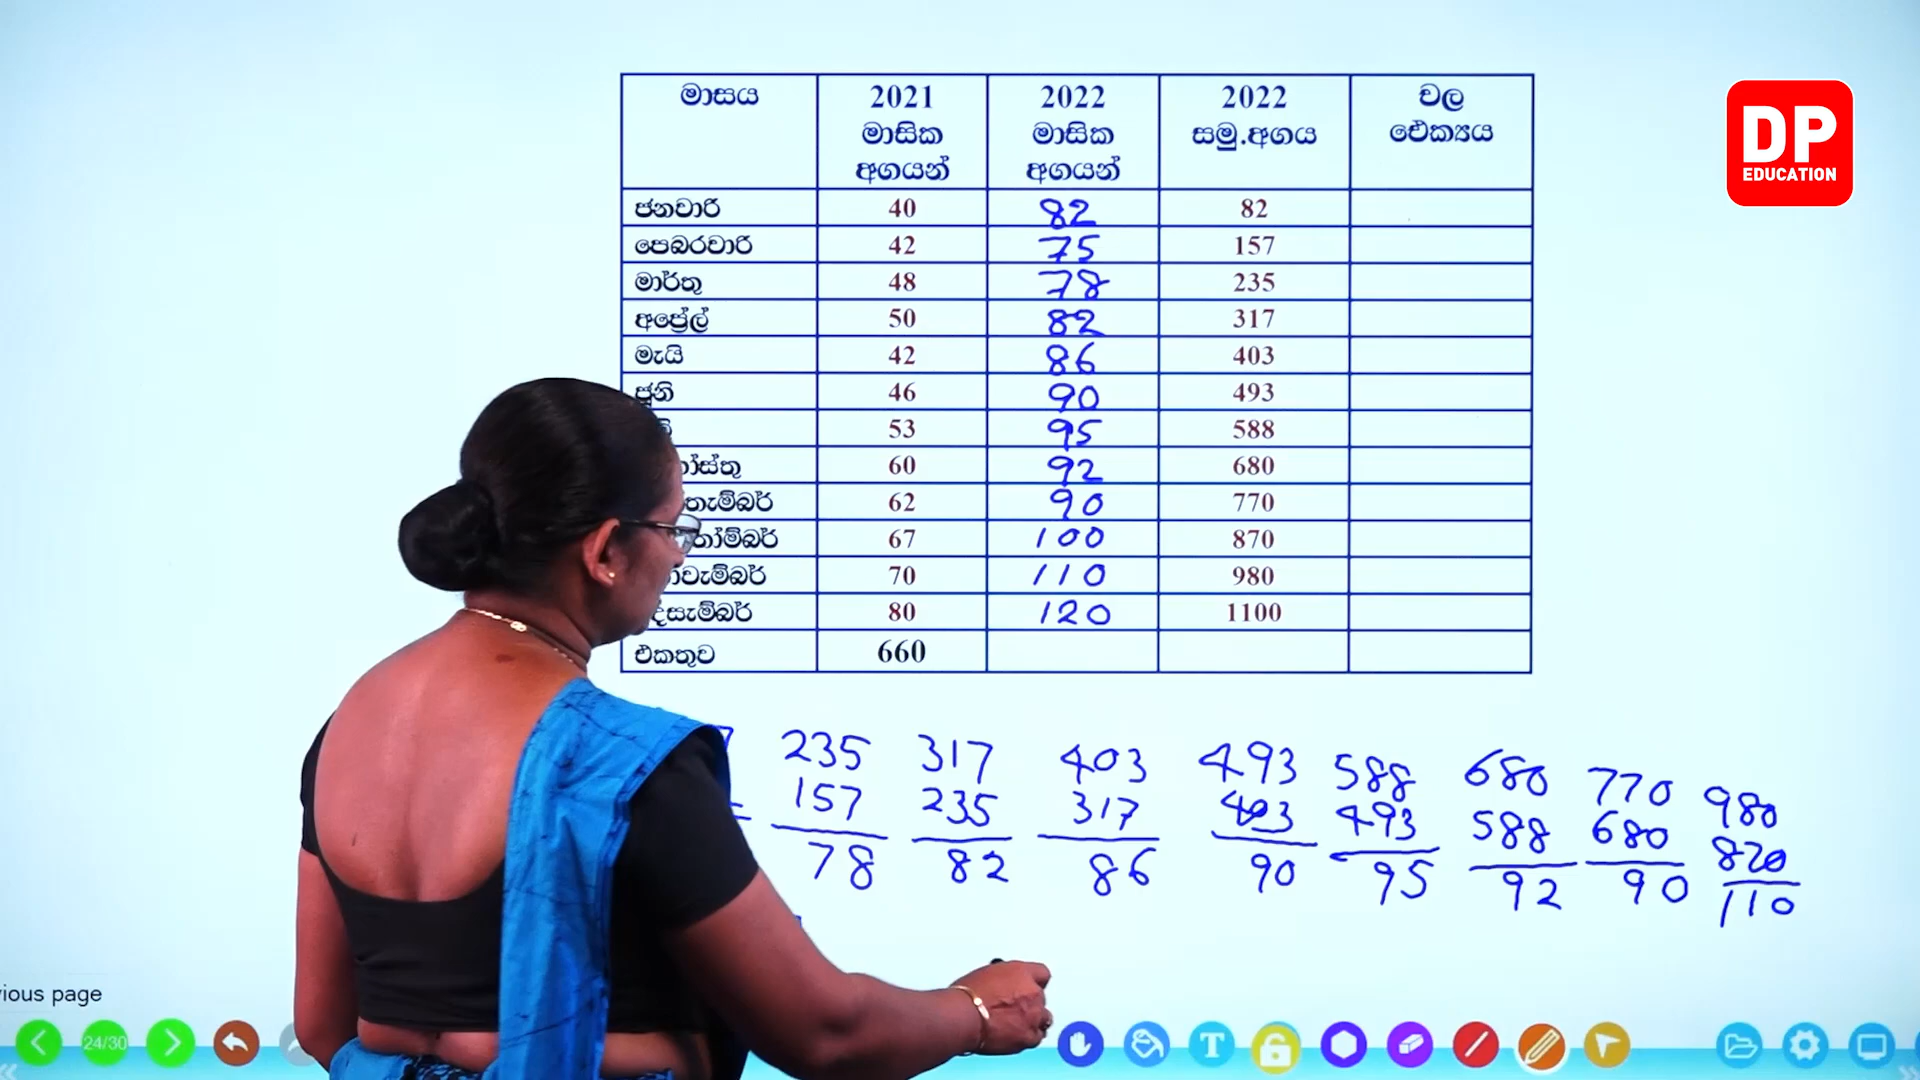 DP
EDUCATION
මාසය 2021 මාසික අගයන් 2022 මාසික අගයන් 2022 සමු.අගය චල ඓක්‍යය
ජනවාරි 40 82 82
පෙබරවාරි 42 75 157
මාර්තු 48 78 235
අප්‍රේල් 50 82 317
මැයි 42 86 403
ජූනි 46 90 493
53 95 588
60 92 680
62 90 770
67 100 870
70 110 980
80 120 1100
එකතුව 660
235 317 403 493 588 680 770 980
157 235 317 403 493 588 680 870
78 82 86 90 95 92 90 110
page
24/30
T